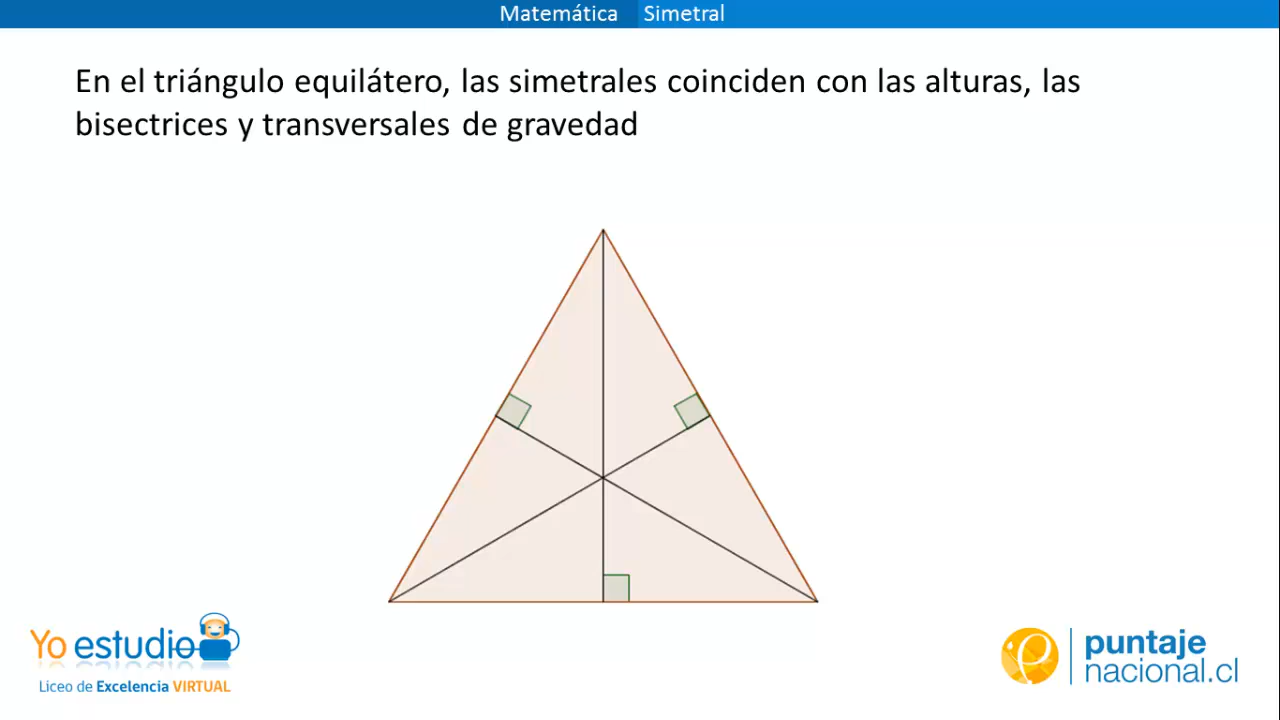 Matemática Simetral
En el triángulo equilátero, las simetrales coinciden con las alturas, las
bisectrices y transversales de gravedad
Yo estudio
Liceo de Excelencia VIRTUAL
puntaje
nacional.cl